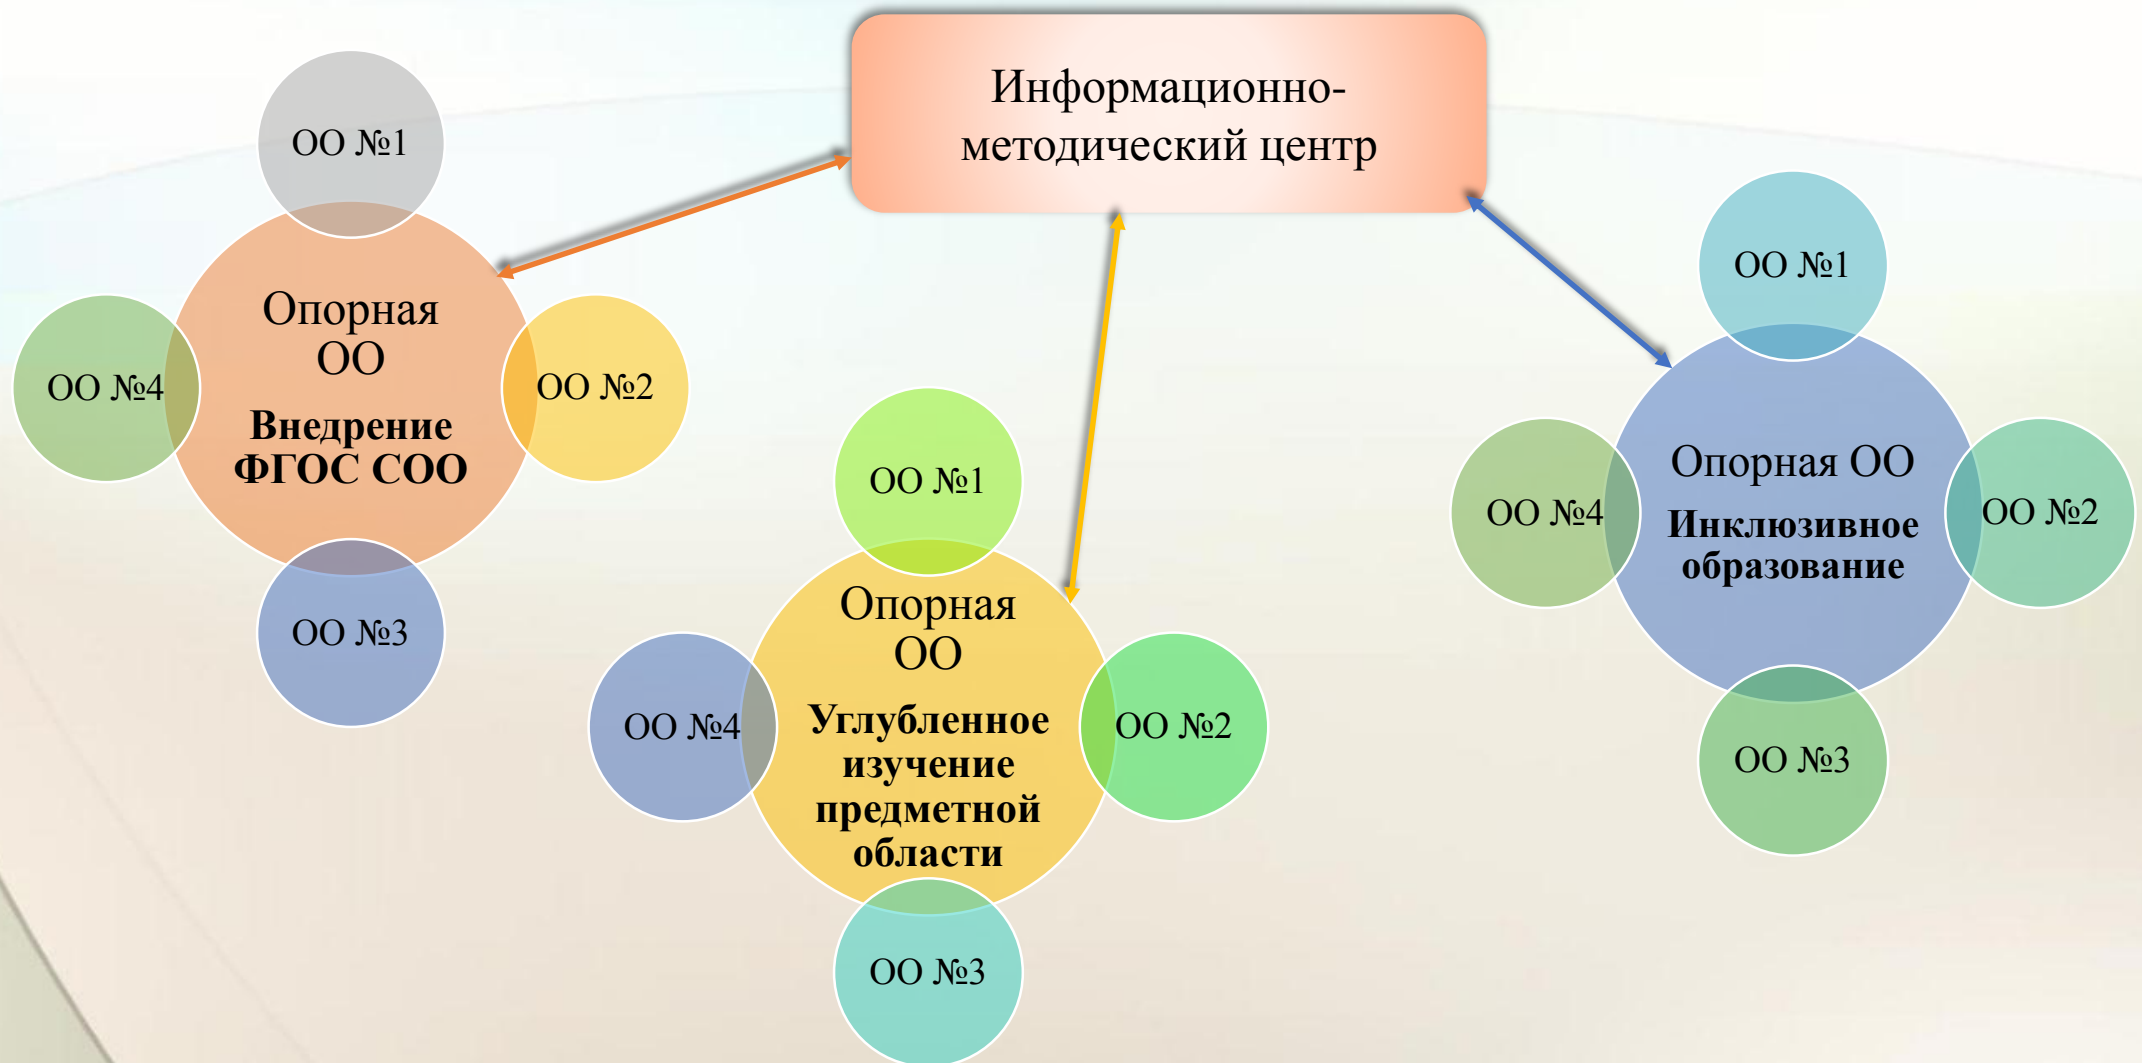 Информационно-
методический центр
ОО №1
Опорная
ОО
Внедрение
ФГОС СОО
ОО №4
ОО №2
ОО №3
ОО №1
Опорная
ОО
Углубленное
изучение
предметной
области
ОО №4
ОО №2
ОО №3
ОО №1
Опорная ОО
Инклюзивное
образование
ОО №4
ОО №2
ОО №3